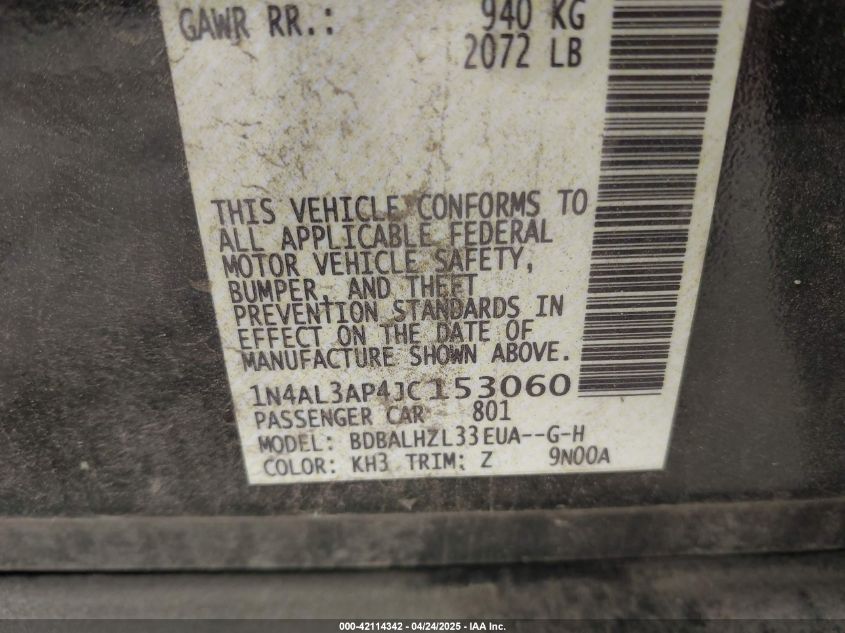 GAWR RR.: 940 KG
2072 LB
THIS VEHICLE CONFORMS TO
ALL APPLICABLE FEDERAL
MOTOR VEHICLE SAFETY,
BUMPER, AND THEFT
PREVENTION STANDARDS IN
EFFECT ON THE DATE OF
MANUFACTURE SHOWN ABOVE.
1N4AL3AP4JC153060
PASSENGER CAR 801
MODEL: BDBALHZL33EUA--G-H
COLOR: KH3 TRIM: Z 9N00A
000-42114342 - 04/24/2025 - IAA Inc.